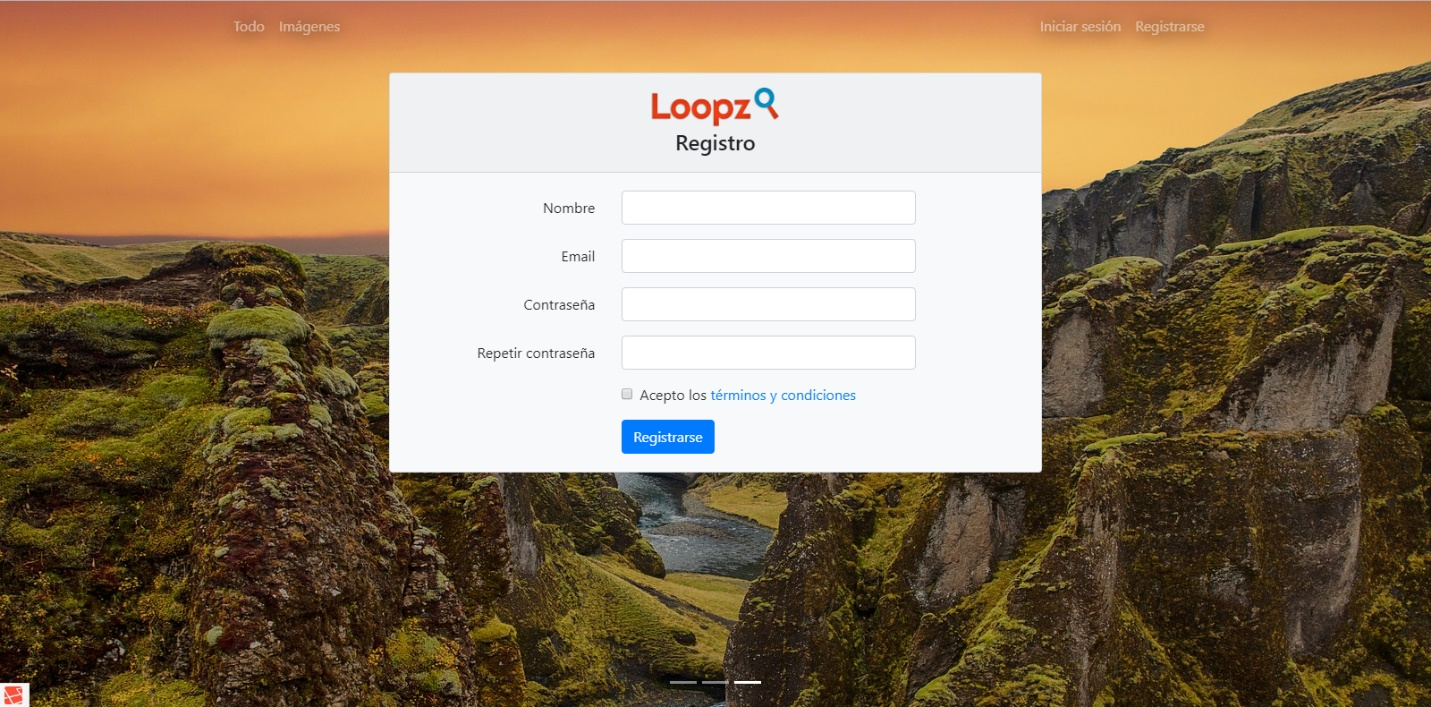 Todo Imágenes Iniciar sesión Registrarse
Loopz
Registro
Nombre
Email
Contraseña
Repetir contraseña
Acepto los términos y condiciones
Registrarse